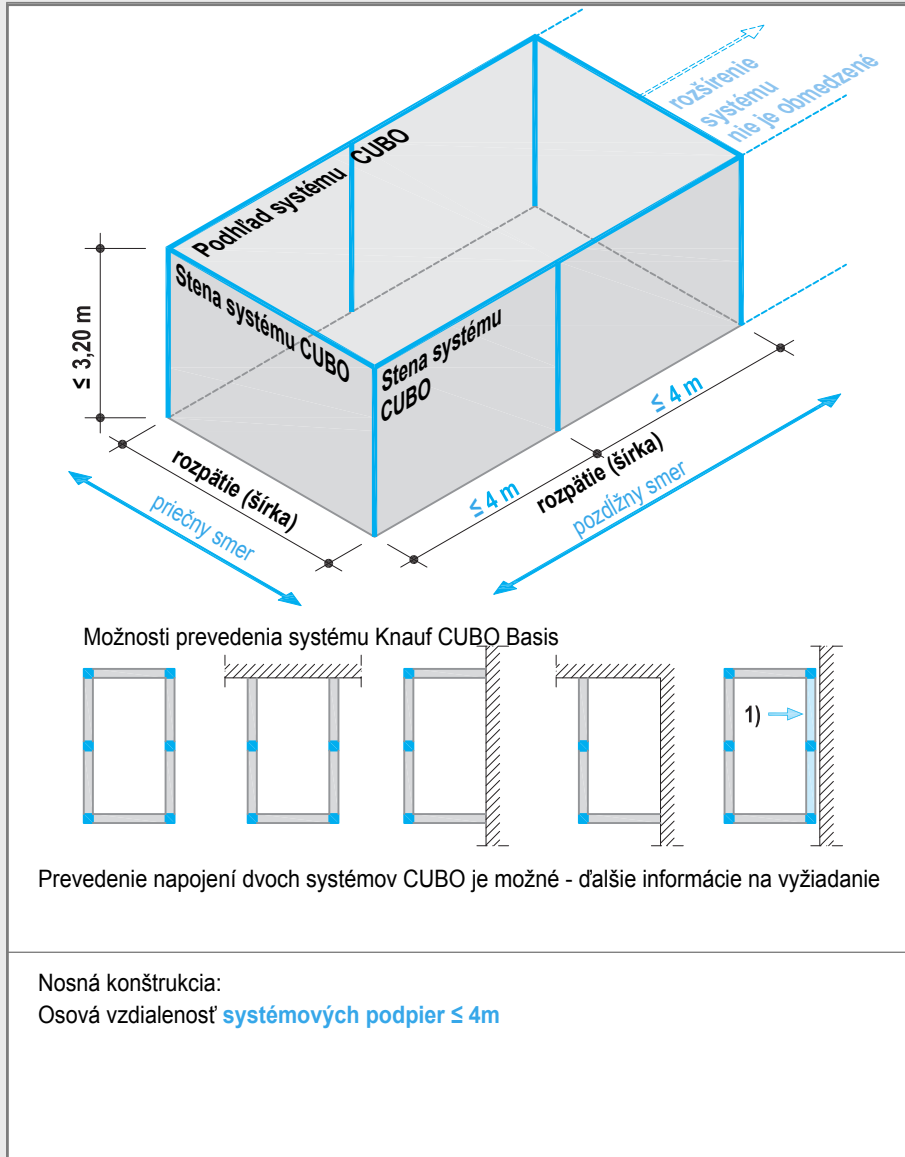 rozšírenie
systému
nie je obmedzené
Podhľad systému CUBO
Stena systému CUBO
Stena systému
CUBO
≤ 3,20 m
≤ 4 m
≤ 4 m
rozpätie (šírka)
rozpätie (šírka)
priečny smer
pozdĺžny smer
Možnosti prevedenia systému Knauf CUBO Basis
1)
Prevedenie napojení dvoch systémov CUBO je možné - ďalšie informácie na vyžiadanie
Nosná konštrukcia:
Osová vzdialenosť systémových podpier ≤ 4m